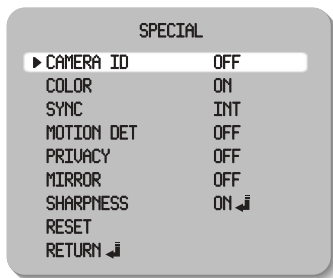 SPECIAL
▶ CAMERA ID OFF
COLOR ON
SYNC INT
MOTION DET OFF
PRIVACY OFF
MIRROR OFF
SHARPNESS ON ↲
RESET
RETURN ↲